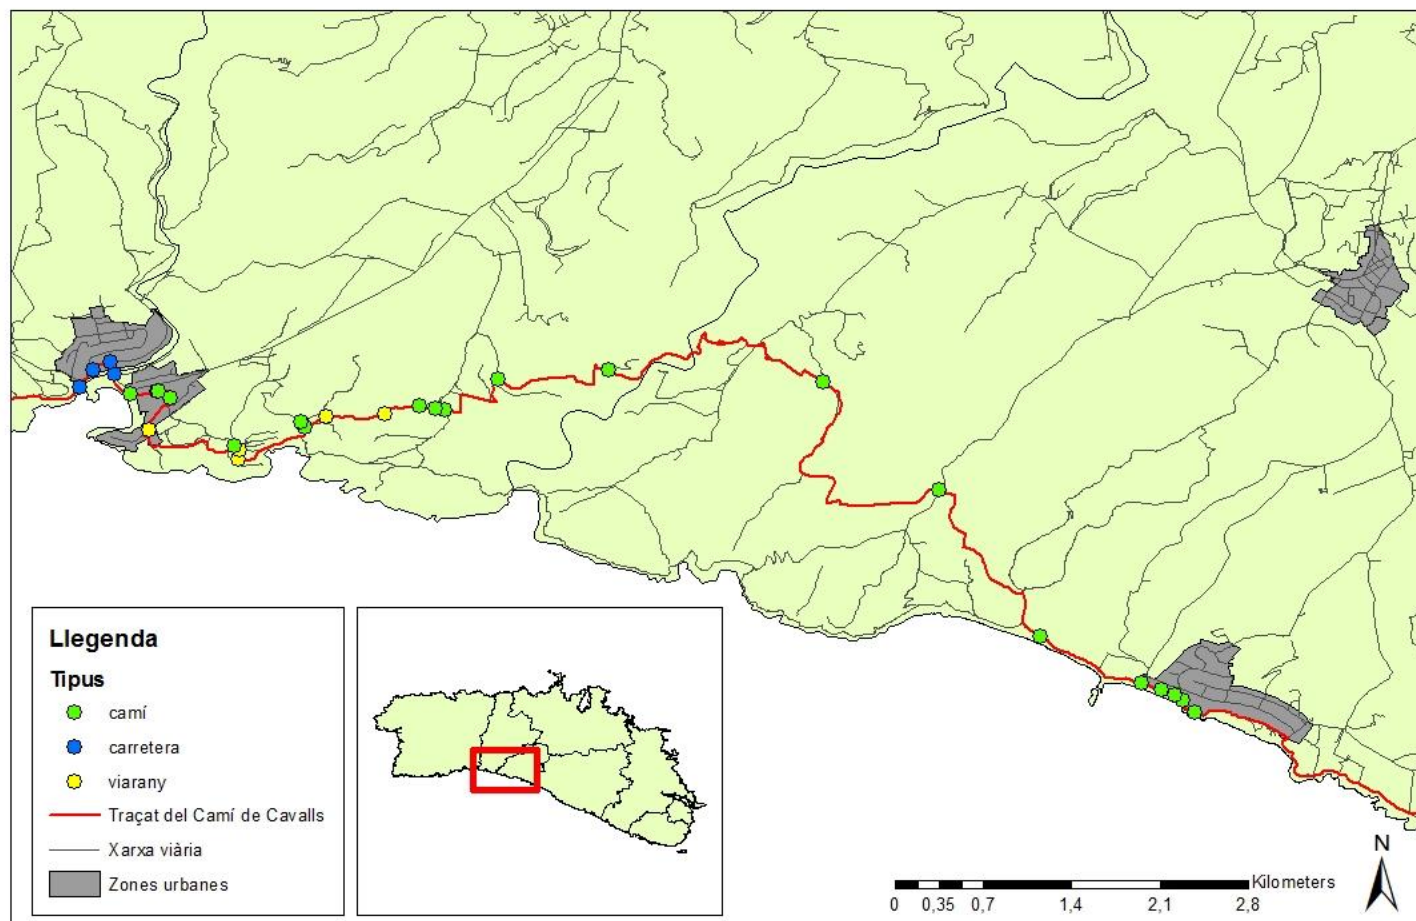 Llegenda
Tipus
camí
carretera
viarany
Traçat del Camí de Cavalls
Xarxa viària
Zones urbanes
N
Kilometers
0 0,35 0,7 1,4 2,1 2,8